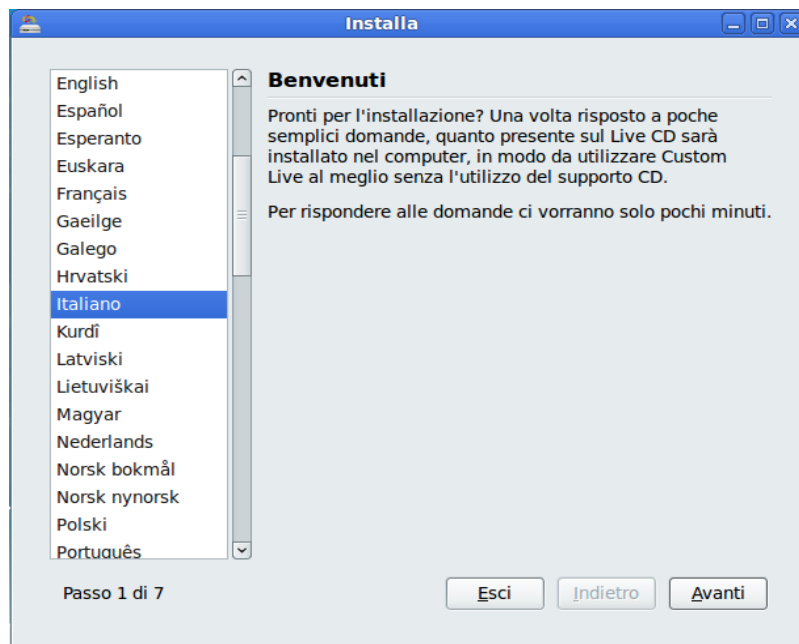 Installa
English
Español
Esperanto
Euskara
Français
Gaeilge
Galego
Hrvatski
Italiano
Kurdî
Latviski
Lietuviškai
Magyar
Nederlands
Norsk bokmål
Norsk nynorsk
Polski
Português
Benvenuti
Pronti per l'installazione? Una volta risposto a poche
semplici domande, quanto presente sul Live CD sarà
installato nel computer, in modo da utilizzare Custom
Live al meglio senza l'utilizzo del supporto CD.
Per rispondere alle domande ci vorranno solo pochi minuti.
Passo 1 di 7
Esci
Indietro
Avanti